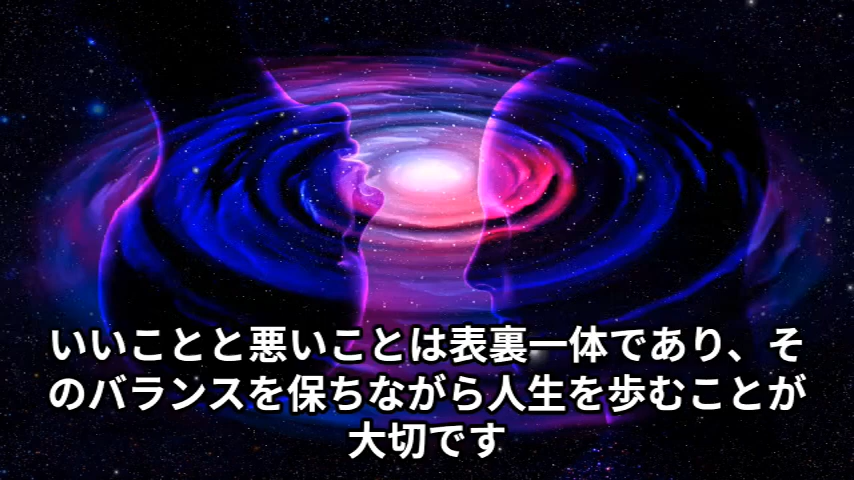 いいことと悪いことは表裏一体であり、そ
のバランスを保ちながら人生を歩むことが
大切です